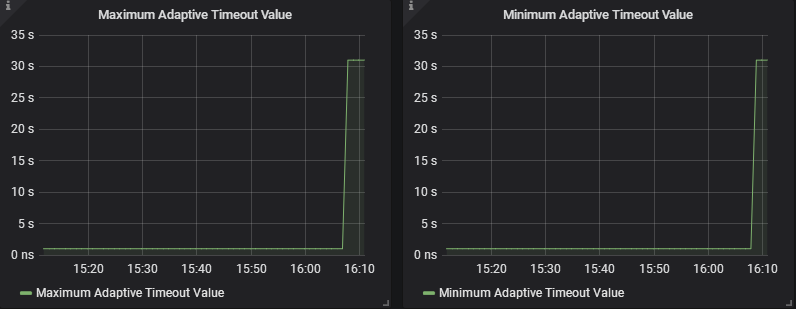 Maximum Adaptive Timeout Value
35 s
30 s
25 s
20 s
15 s
10 s
5 s
0 ns
15:20 15:30 15:40 15:50 16:00 16:10
Maximum Adaptive Timeout Value
Minimum Adaptive Timeout Value
35 s
30 s
25 s
20 s
15 s
10 s
5 s
0 ns
15:20 15:30 15:40 15:50 16:00 16:10
Minimum Adaptive Timeout Value